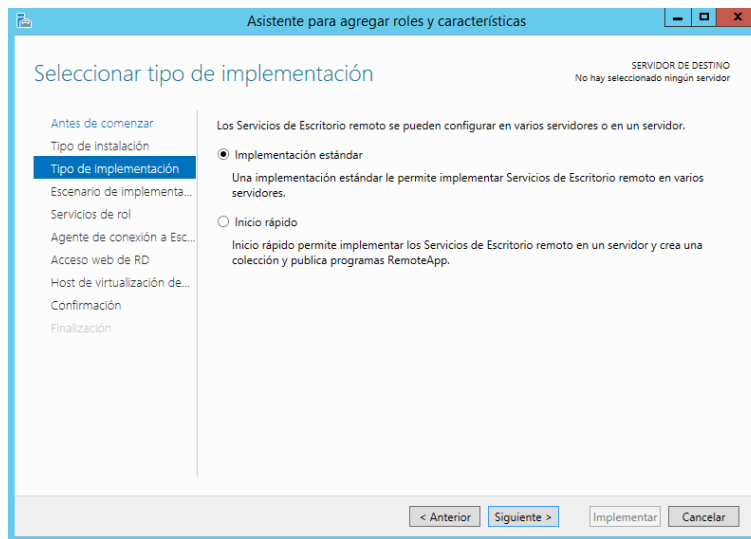 Asistente para agregar roles y características
Seleccionar tipo de implementación
SERVIDOR DE DESTINO
No hay seleccionado ningún servidor
Antes de comenzar
Tipo de instalación
Tipo de implementación
Escenario de implementa...
Servicios de rol
Agente de conexión a Esc...
Acceso web de RD
Host de virtualización de...
Confirmación
Finalización
Los Servicios de Escritorio remoto se pueden configurar en varios servidores o en un servidor.
Implementación estándar
Una implementación estándar le permite implementar Servicios de Escritorio remoto en varios
servidores.
Inicio rápido
Inicio rápido permite implementar los Servicios de Escritorio remoto en un servidor y crea una
colección y publica programas RemoteApp.
< Anterior
Siguiente >
Implementar
Cancelar